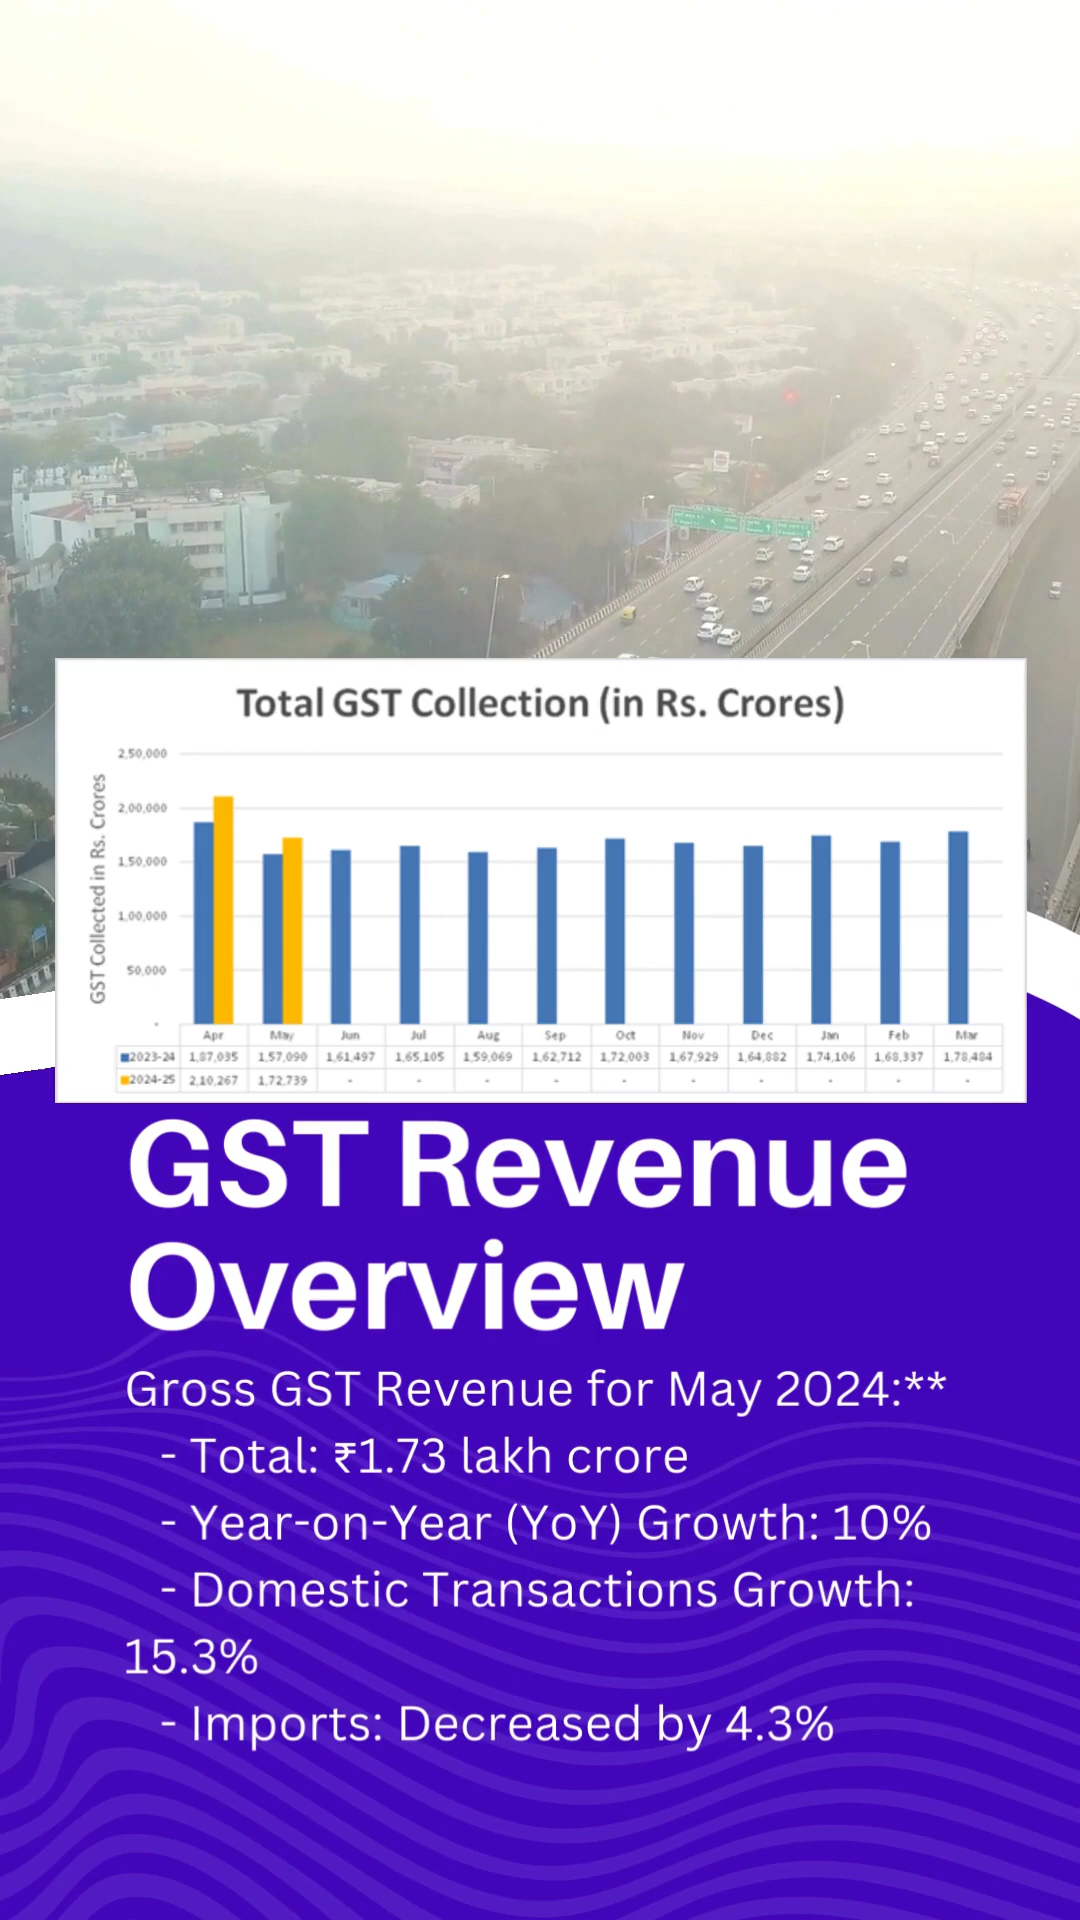 Total GST Collection (in Rs. Crores)
GST Collected in Rs. Crores
2,50,000
2,00,000
1,50,000
1,00,000
50,000
-
Apr May Jun Jul Aug Sep Oct Nov Dec Jan Feb Mar
2023-24 1,87,035 1,57,090 1,61,497 1,65,105 1,59,069 1,62,712 1,72,003 1,67,929 1,64,882 1,74,106 1,68,337 1,78,484
2024-25 2,10,267 1,72,739 - - - - - - - - - -
GST Revenue
Overview
Gross GST Revenue for May 2024:**
- Total: ₹1.73 lakh crore
- Year-on-Year (YoY) Growth: 10%
- Domestic Transactions Growth:
15.3%
- Imports: Decreased by 4.3%